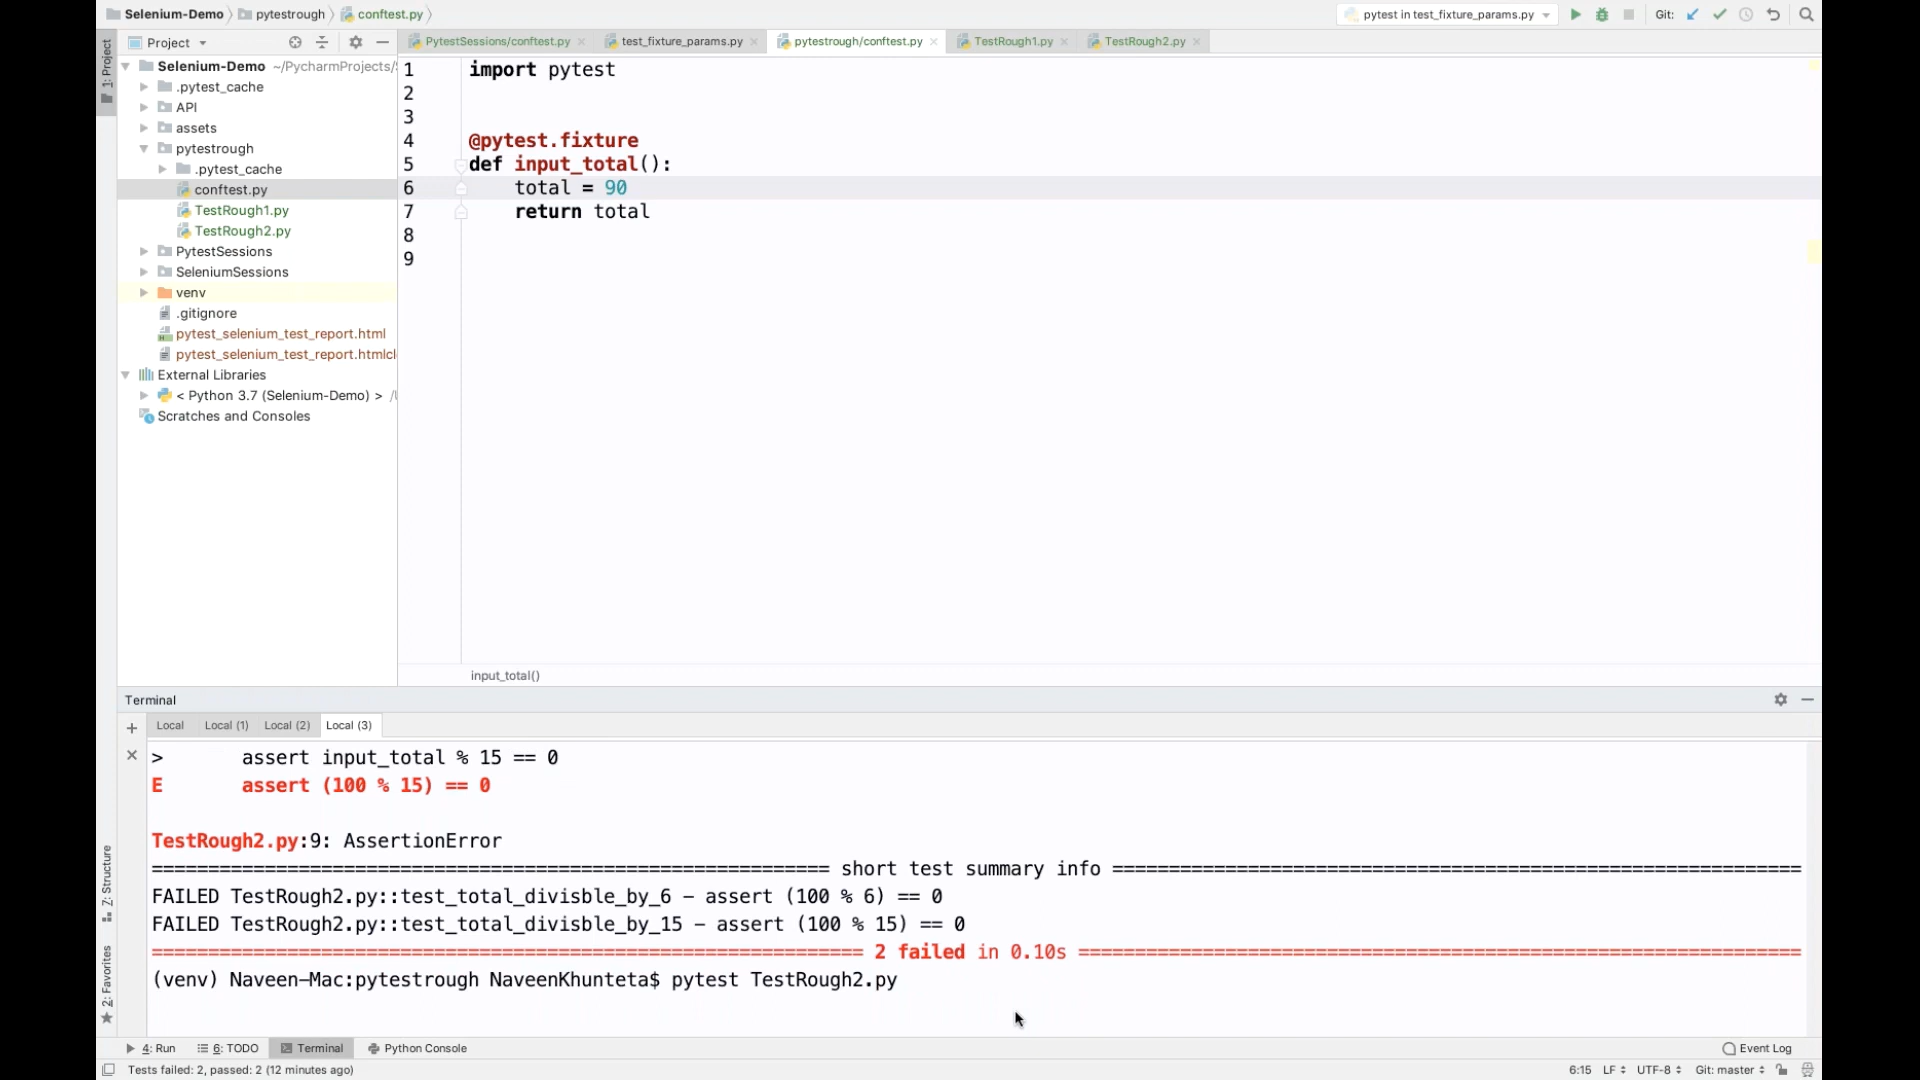 Selenium-Demo pytestrough conftest.py
pytest in test_fixture_params.py
Git:
1: Project
Project
PytestSessions/conftest.py
test_fixture_params.py
pytestrough/conftest.py
TestRough1.py
TestRough2.py
Selenium-Demo ~/PycharmProjects/
.pytest_cache
API
assets
pytestrough
.pytest_cache
conftest.py
TestRough1.py
TestRough2.py
PytestSessions
SeleniumSessions
venv
.gitignore
pytest_selenium_test_report.html
pytest_selenium_test_report.htmlcl
External Libraries
< Python 3.7 (Selenium-Demo) >
Scratches and Consoles
1 import pytest
2
3
4 @pytest.fixture
5 def input_total():
6 total = 90
7 return total
8
9
input_total()
Terminal
Local
Local (1)
Local (2)
Local (3)
> assert input_total % 15 == 0
E assert (100 % 15) == 0
TestRough2.py:9: AssertionError
============================================================ short test summary info =============================================================
FAILED TestRough2.py::test_total_divisble_by_6 – assert (100 % 6) == 0
FAILED TestRough2.py::test_total_divisble_by_15 – assert (100 % 15) == 0
=============================================================== 2 failed in 0.10s ================================================================
(venv) Naveen–Mac:pytestrough NaveenKhunteta$ pytest TestRough2.py
Z: Structure
2: Favorites
4: Run
6: TODO
Terminal
Python Console
Event Log
Tests failed: 2, passed: 2 (12 minutes ago)
6:15 LF UTF-8 Git: master